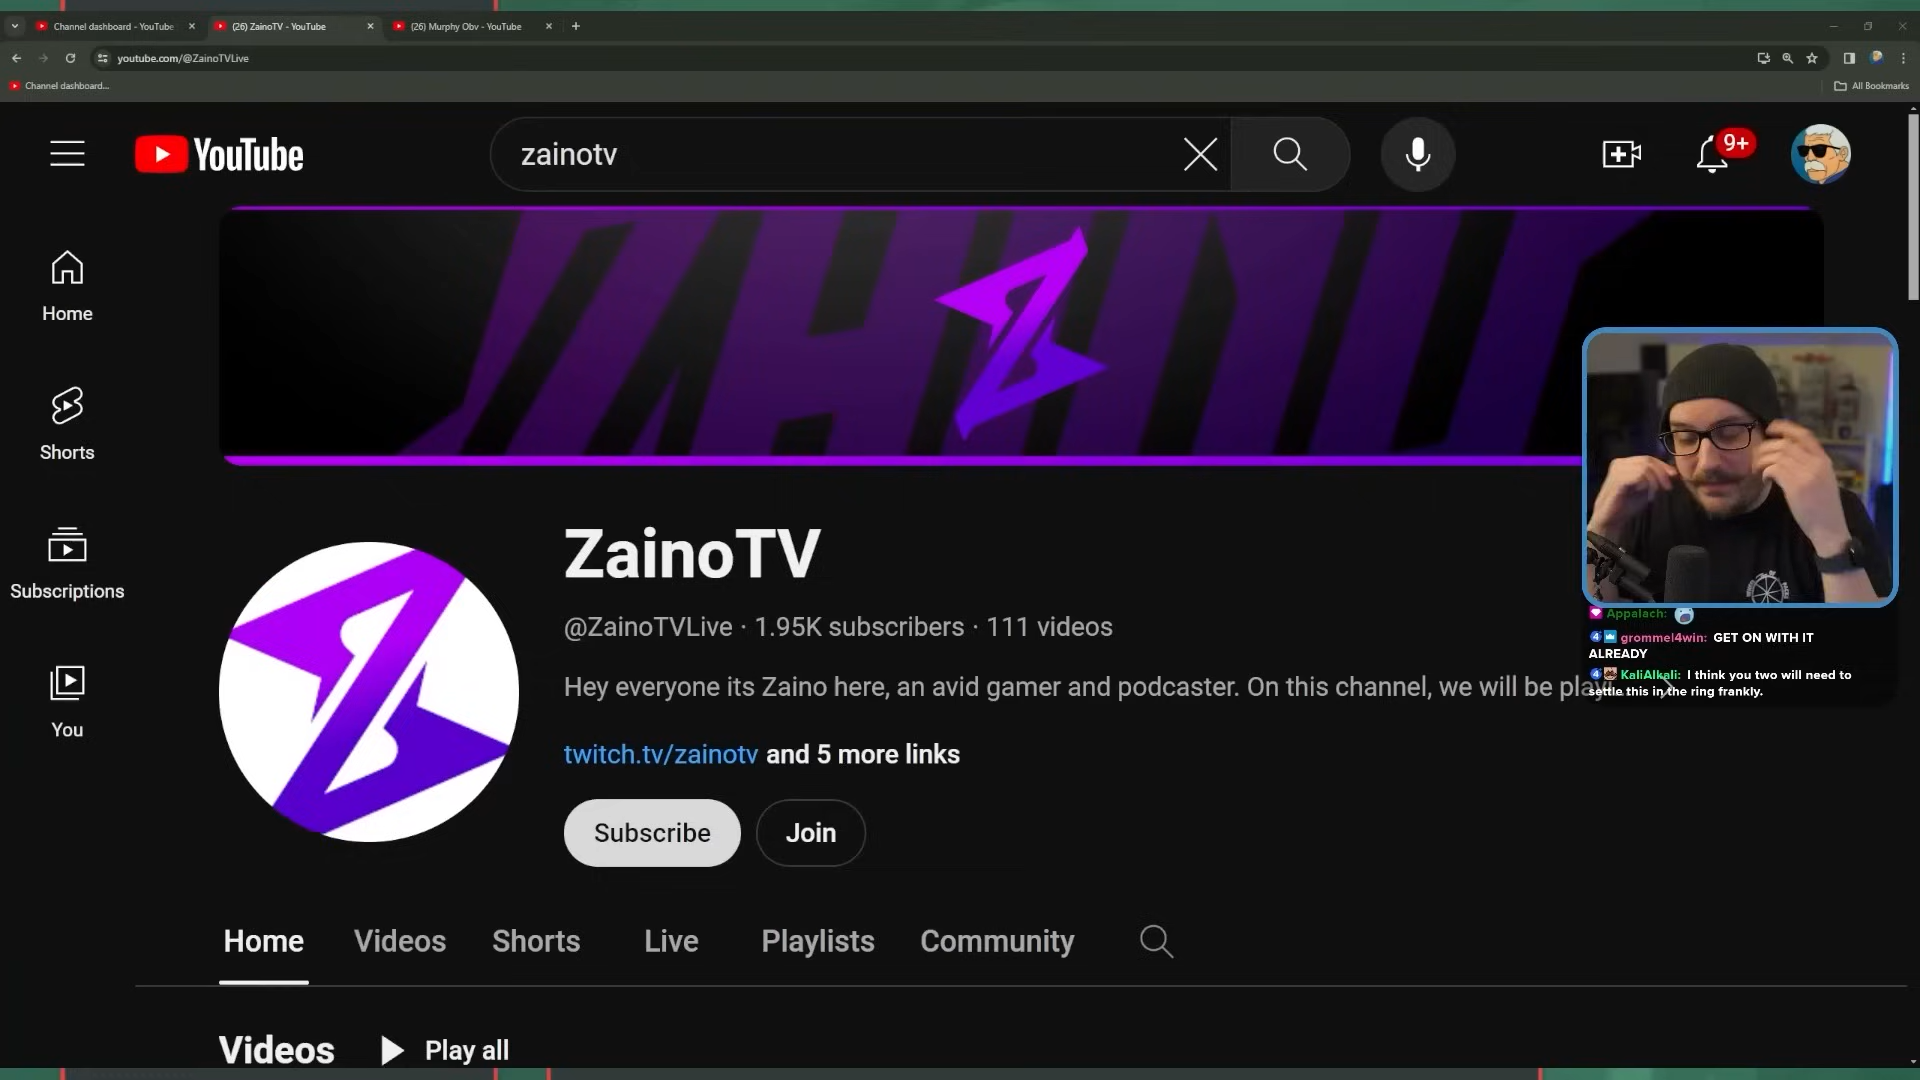 Channel dashboard - YouTube
(26) ZainoTV - YouTube
(26) Murphy Obv - YouTube
youtube.com/@ZainoTVLive
Channel dashboard...
All Bookmarks
YouTube
zainotv
9+
Home
Shorts
Subscriptions
You
ZainoTV
@ZainoTVLive · 1.95K subscribers · 111 videos
Hey everyone its Zaino here, an avid gamer and podcaster. On this channel, we will be playi
twitch.tv/zainotv and 5 more links
Subscribe
Join
Appalach:
grommel4win: GET ON WITH IT
ALREADY
KaliAlkali: I think you two will need to
settle this in the ring frankly.
Home
Videos
Shorts
Live
Playlists
Community
Videos
Play all